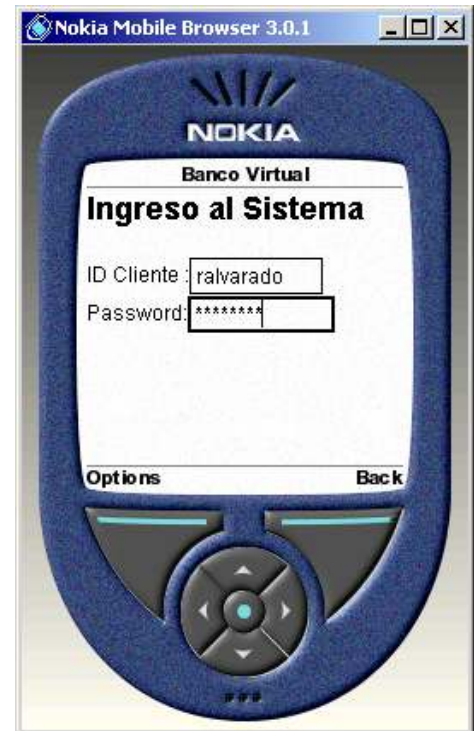 Nokia Mobile Browser 3.0.1
NOKIA
Banco Virtual
Ingreso al Sistema
ID Cliente : ralvarado
Password: ********
Options Back